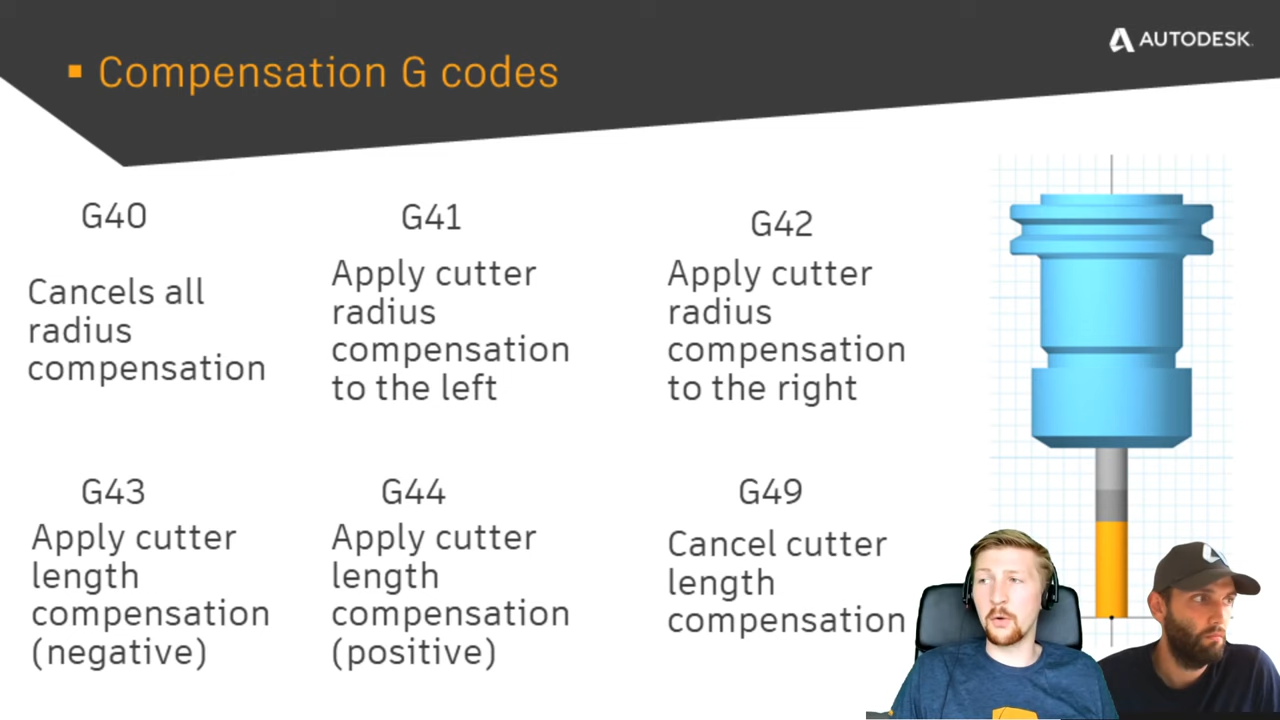 AUTODESK
Compensation G codes
G40
Cancels all
radius
compensation
G41
Apply cutter
radius
compensation
to the left
G42
Apply cutter
radius
compensation
to the right
G43
Apply cutter
length
compensation
(negative)
G44
Apply cutter
length
compensation
(positive)
G49
Cancel cutter
length
compensation